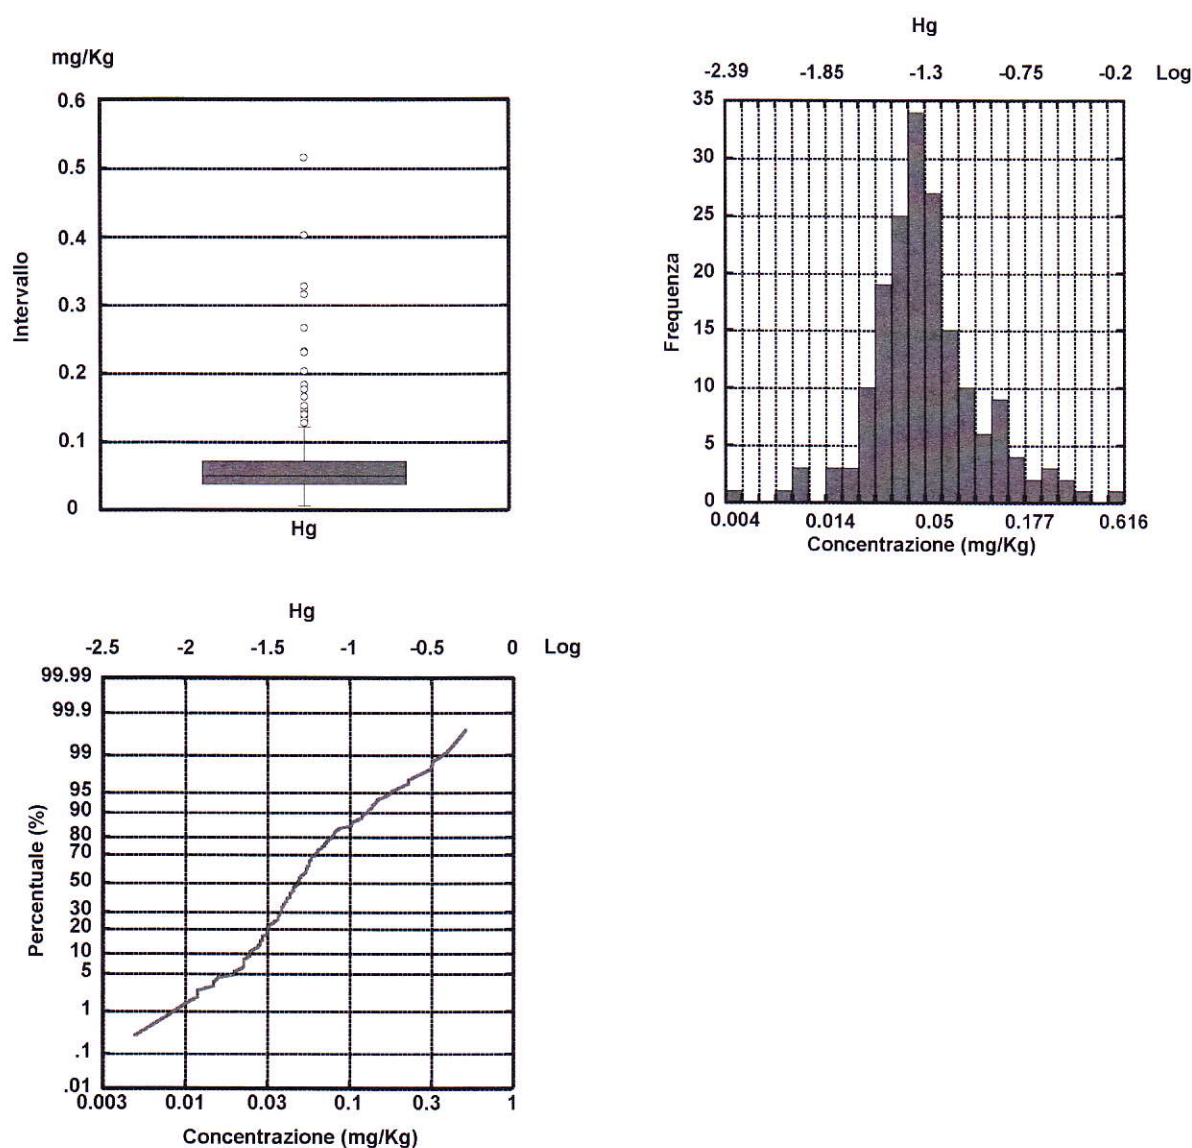 mg/Kg
0.6
0.5
0.4
0.3
0.2
0.1
0
Intervallo
Hg
Hg
-2.39 -1.85 -1.3 -0.75 -0.2 Log
35
30
25
20
15
10
5
0
Frequenza
0.004 0.014 0.05 0.177 0.616
Concentrazione (mg/Kg)
Hg
-2.5 -2 -1.5 -1 -0.5 0 Log
99.99
99.9
99
95
90
80
70
50
30
20
10
5
1
.1
.01
Percentuale (%)
0.003 0.01 0.03 0.1 0.3 1
Concentrazione (mg/Kg)